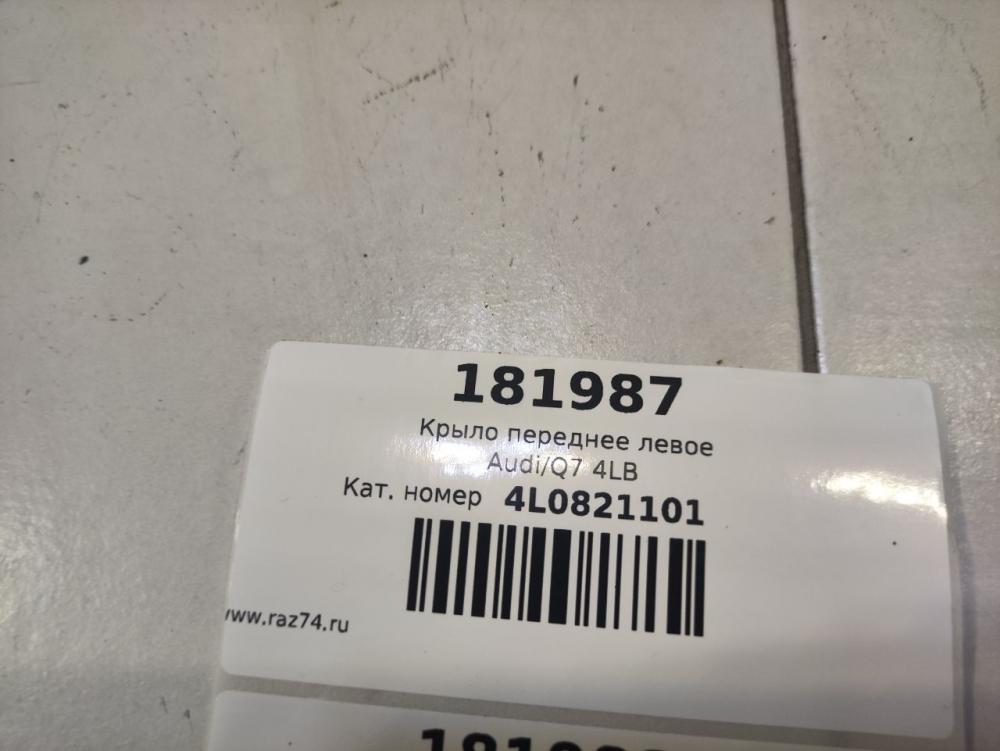 181987
Крыло переднее левое
Audi/Q7 4LB
Кат. номер 4L0821101
www.raz74.ru